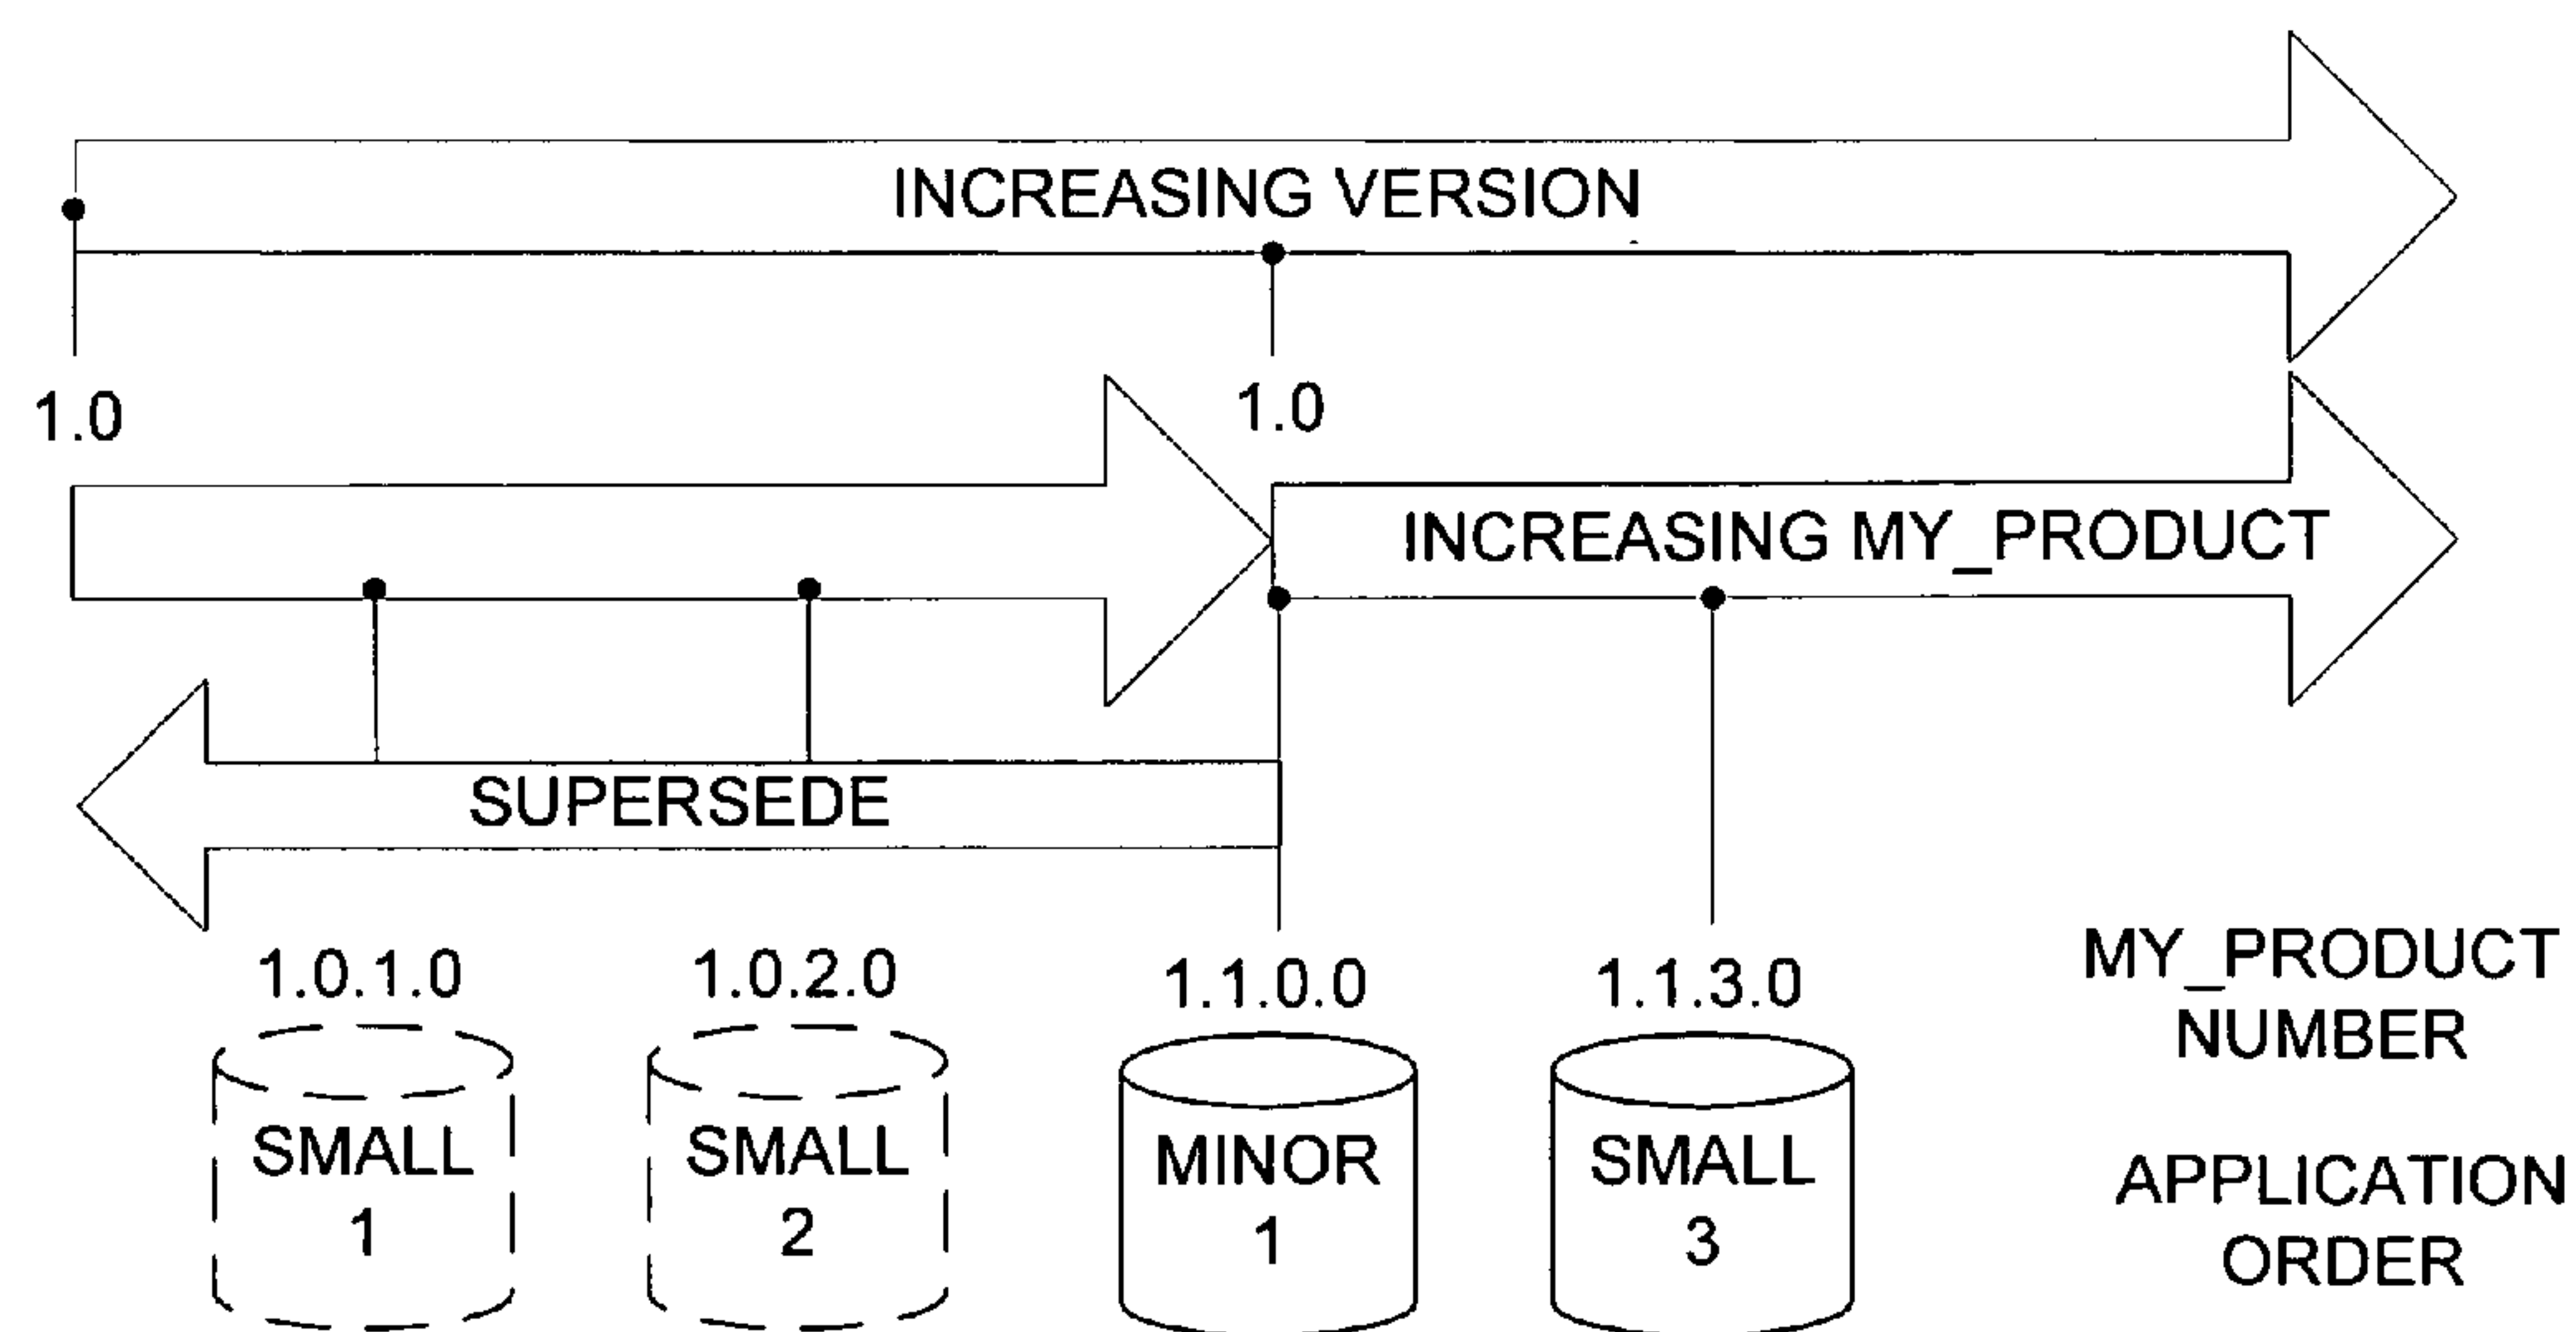 INCREASING VERSION
1.0
1.0
INCREASING MY_PRODUCT
SUPERSEDE
1.0.1.0
1.0.2.0
1.1.0.0
1.1.3.0
MY_PRODUCT
NUMBER
SMALL
1
SMALL
2
MINOR
1
SMALL
3
APPLICATION
ORDER